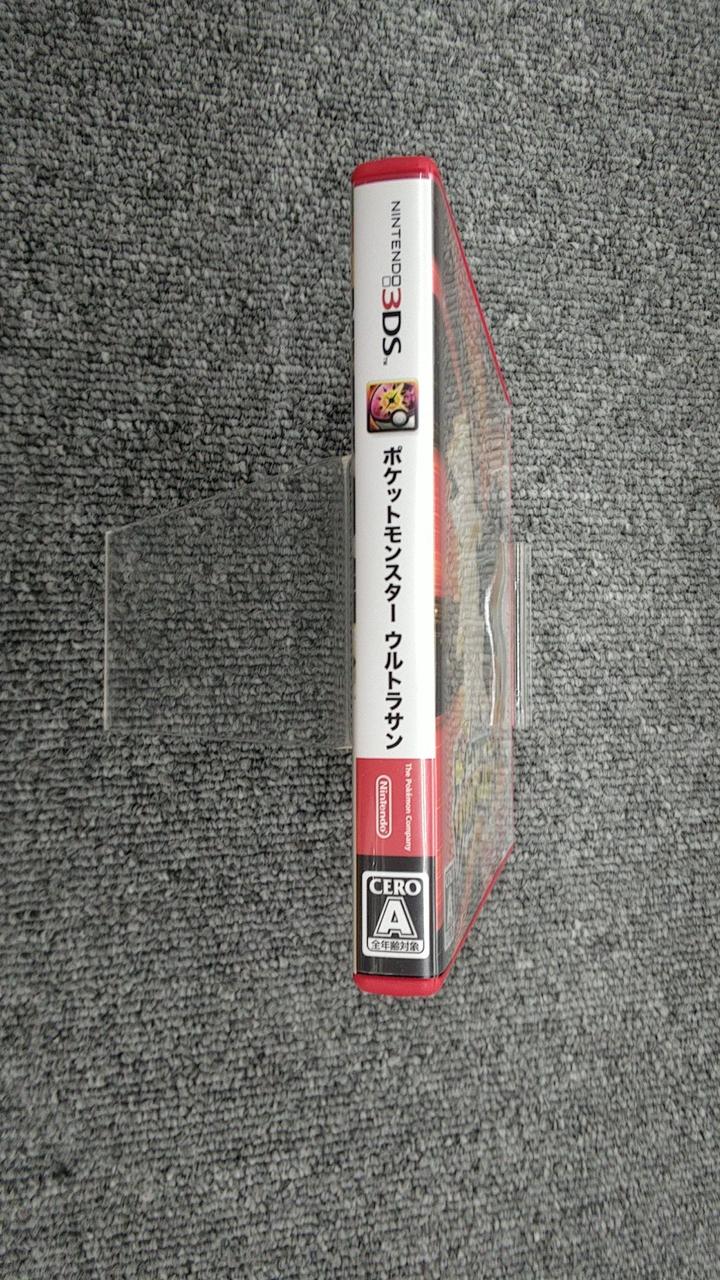 NINTENDO 3DS™
ポケットモンスター ウルトラサン
The Pokémon Company
Nintendo®
CERO
A
全年齢対象